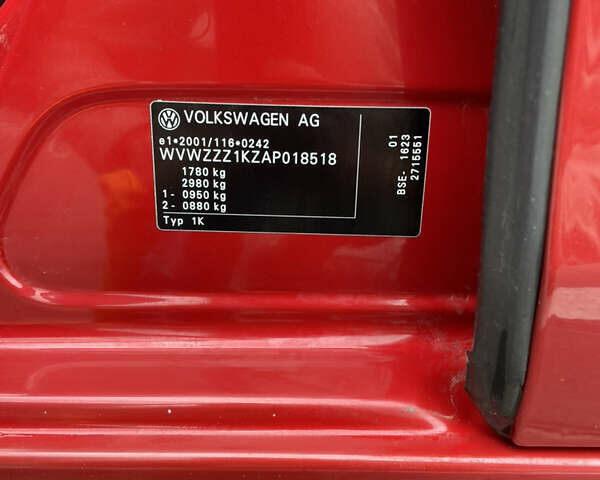 VOLKSWAGEN AG
e1*2001/116*0242
WVWZZZ1KZAP018518
1780 kg
2980 kg
1- 0950 kg
2- 0880 kg
Typ 1K
01
BSE- 1623
2715551